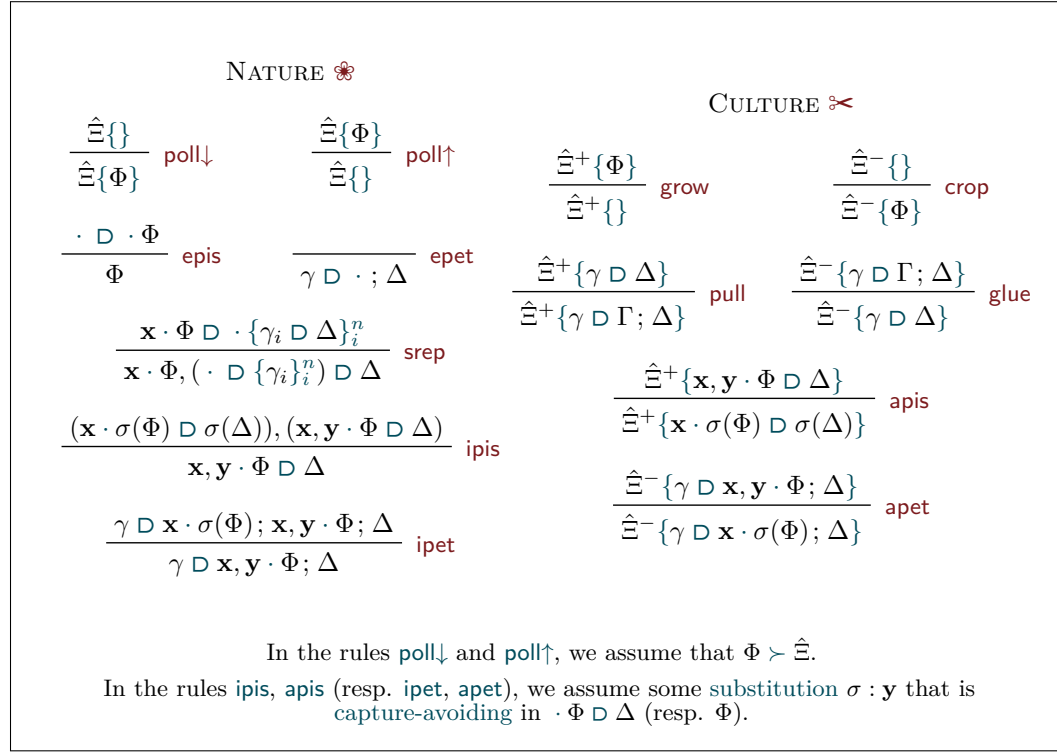 NATURE ❀
Ξ̂{}
Ξ̂{Φ}
poll↓
Ξ̂{Φ}
Ξ̂{}
poll↑
· ⊃ · Φ
Φ
epis
γ ⊃ · ; Δ
epet
x · Φ ⊃ · {γᵢ ⊃ Δ}ᵢⁿ
x · Φ, ( · ⊃ {γᵢ}ᵢⁿ) ⊃ Δ
srep
(x · σ(Φ) ⊃ σ(Δ)), (x, y · Φ ⊃ Δ)
x, y · Φ ⊃ Δ
ipis
γ ⊃ x · σ(Φ) ; x, y · Φ ; Δ
γ ⊃ x, y · Φ ; Δ
ipet
CULTURE ✂
Ξ̂⁺{Φ}
Ξ̂⁺{}
grow
Ξ̂⁻{}
Ξ̂⁻{Φ}
crop
Ξ̂⁺{γ ⊃ Δ}
Ξ̂⁺{γ ⊃ Γ ; Δ}
pull
Ξ̂⁻{γ ⊃ Γ ; Δ}
Ξ̂⁻{γ ⊃ Δ}
glue
Ξ̂⁺{x, y · Φ ⊃ Δ}
Ξ̂⁺{x · σ(Φ) ⊃ σ(Δ)}
apis
Ξ̂⁻{γ ⊃ x, y · Φ ; Δ}
Ξ̂⁻{γ ⊃ x · σ(Φ) ; Δ}
apet
In the rules poll↓ and poll↑, we assume that Φ ≻ Ξ̂.
In the rules ipis, apis (resp. ipet, apet), we assume some substitution σ : y that is
capture-avoiding in · Φ ⊃ Δ (resp. Φ).